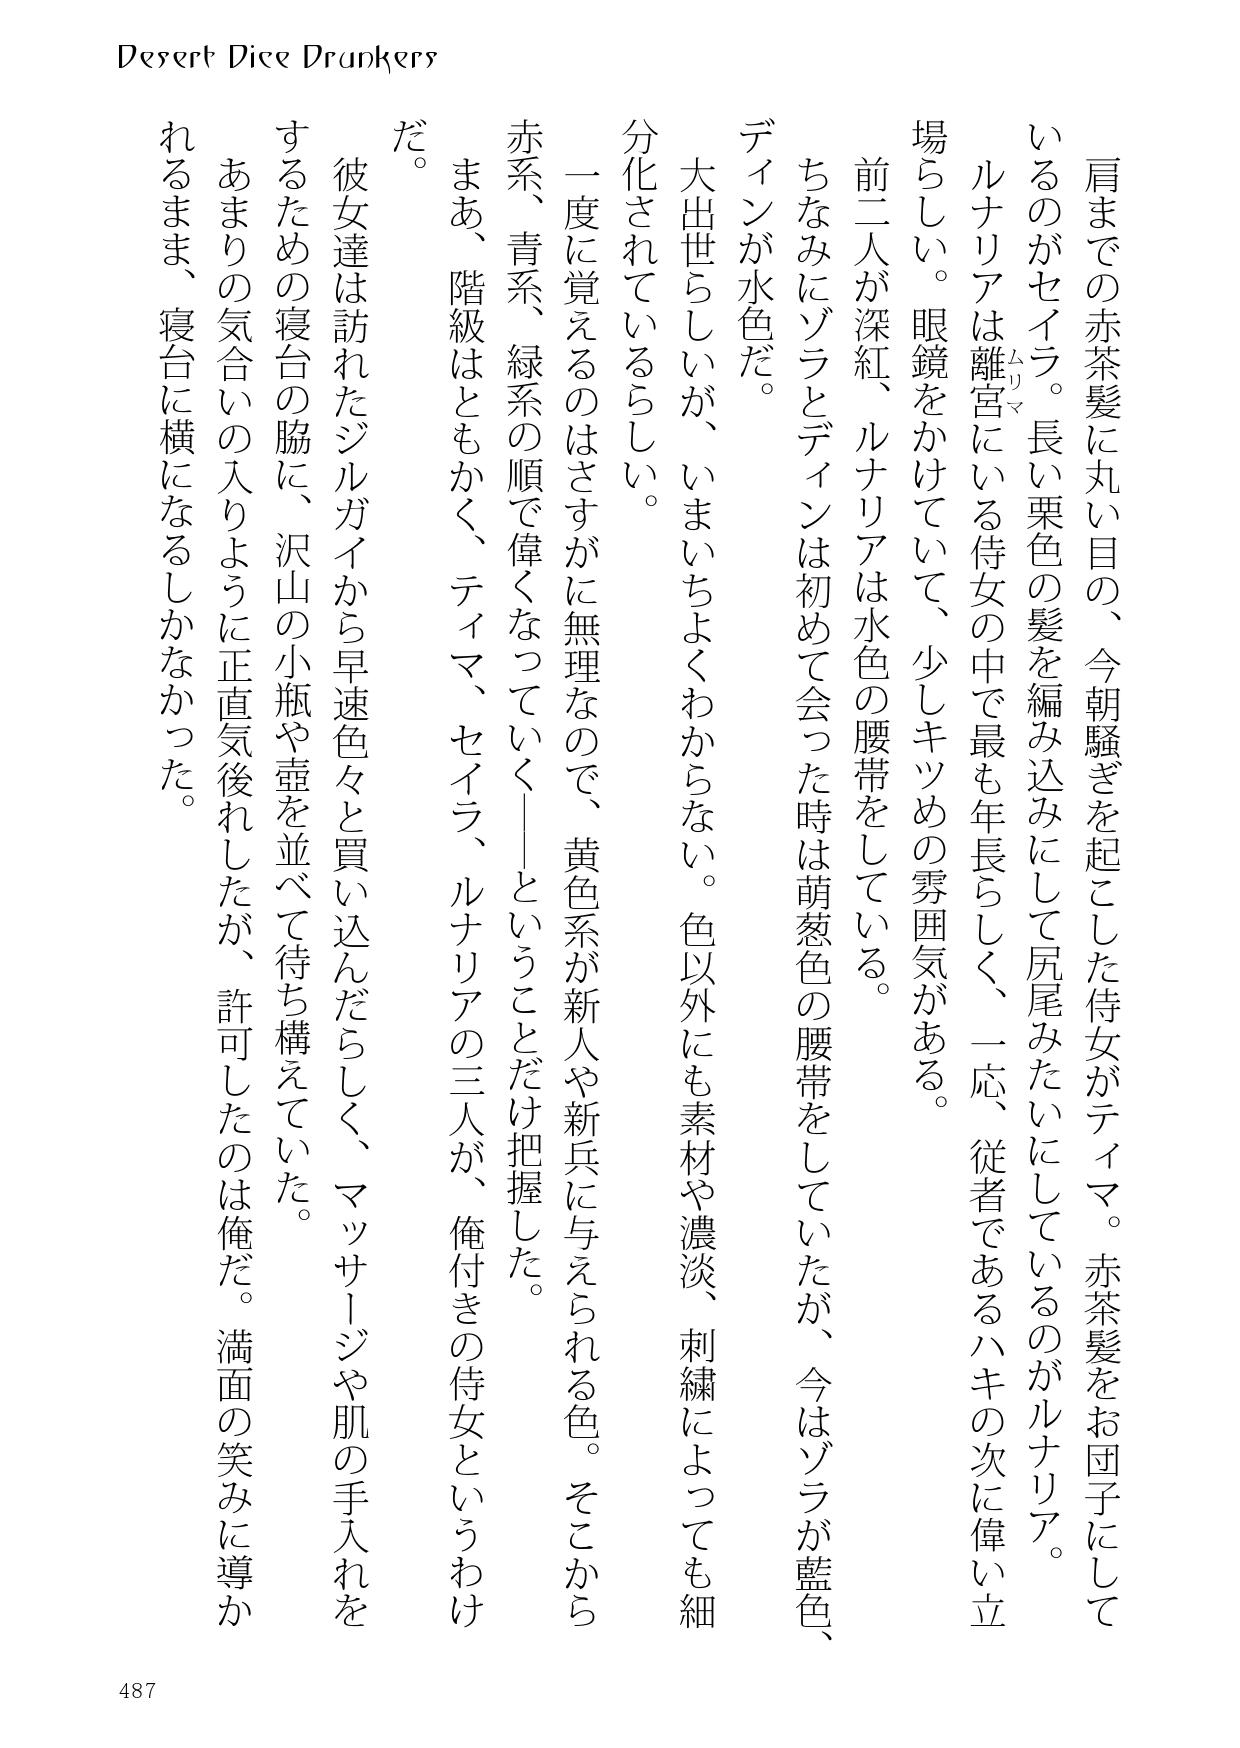 Desert Dice Drunkers
肩までの赤茶髪に丸い目の、今朝騒ぎを起こした侍女がティマ。赤茶髪をお団子にして
いるのがセイラ。長い栗色の髪を編み込みにして尻尾みたいにしているのがルナリア。
ルナリアは離宮ムリマにいる侍女の中で最も年長らしく、一応、従者であるハキの次に偉い立
場らしい。眼鏡をかけていて、少しキツめの雰囲気がある。
前二人が深紅、ルナリアは水色の腰帯をしている。
ちなみにゾラとディンは初めて会った時は萌葱色の腰帯をしていたが、今はゾラが藍色、
ディンが水色だ。
大出世らしいが、いまいちよくわからない。色以外にも素材や濃淡、刺繍によっても細
分化されているらしい。
一度に覚えるのはさすがに無理なので、黄色系が新人や新兵に与えられる色。そこから
赤系、青系、緑系の順で偉くなっていく――ということだけ把握した。
まあ、階級はともかく、ティマ、セイラ、ルナリアの三人が、俺付きの侍女というわけ
だ。
彼女達は訪れたジルガイから早速色々と買い込んだらしく、マッサージや肌の手入れを
するための寝台の脇に、沢山の小瓶や壺を並べて待ち構えていた。
あまりの気合いの入りように正直気後れしたが、許可したのは俺だ。満面の笑みに導か
れるまま、寝台に横になるしかなかった。
487